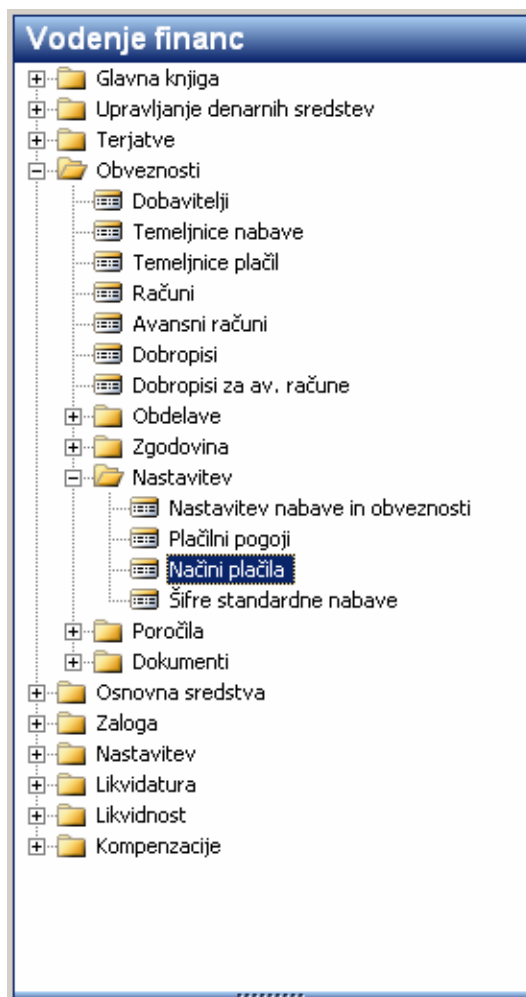 Vodenje financ
Glavna knjiga
Upravljanje denarnih sredstev
Terjatve
Obveznosti
Dobavitelji
Temeljnice nabave
Temeljnice plačil
Računi
Avansni računi
Dobropisi
Dobropisi za av. račune
Obdelave
Zgodovina
Nastavitev
Nastavitev nabave in obveznosti
Plačilni pogoji
Načini plačila
Šifre standardne nabave
Poročila
Dokumenti
Osnovna sredstva
Zaloga
Nastavitev
Likvidatura
Likvidnost
Kompenzacije